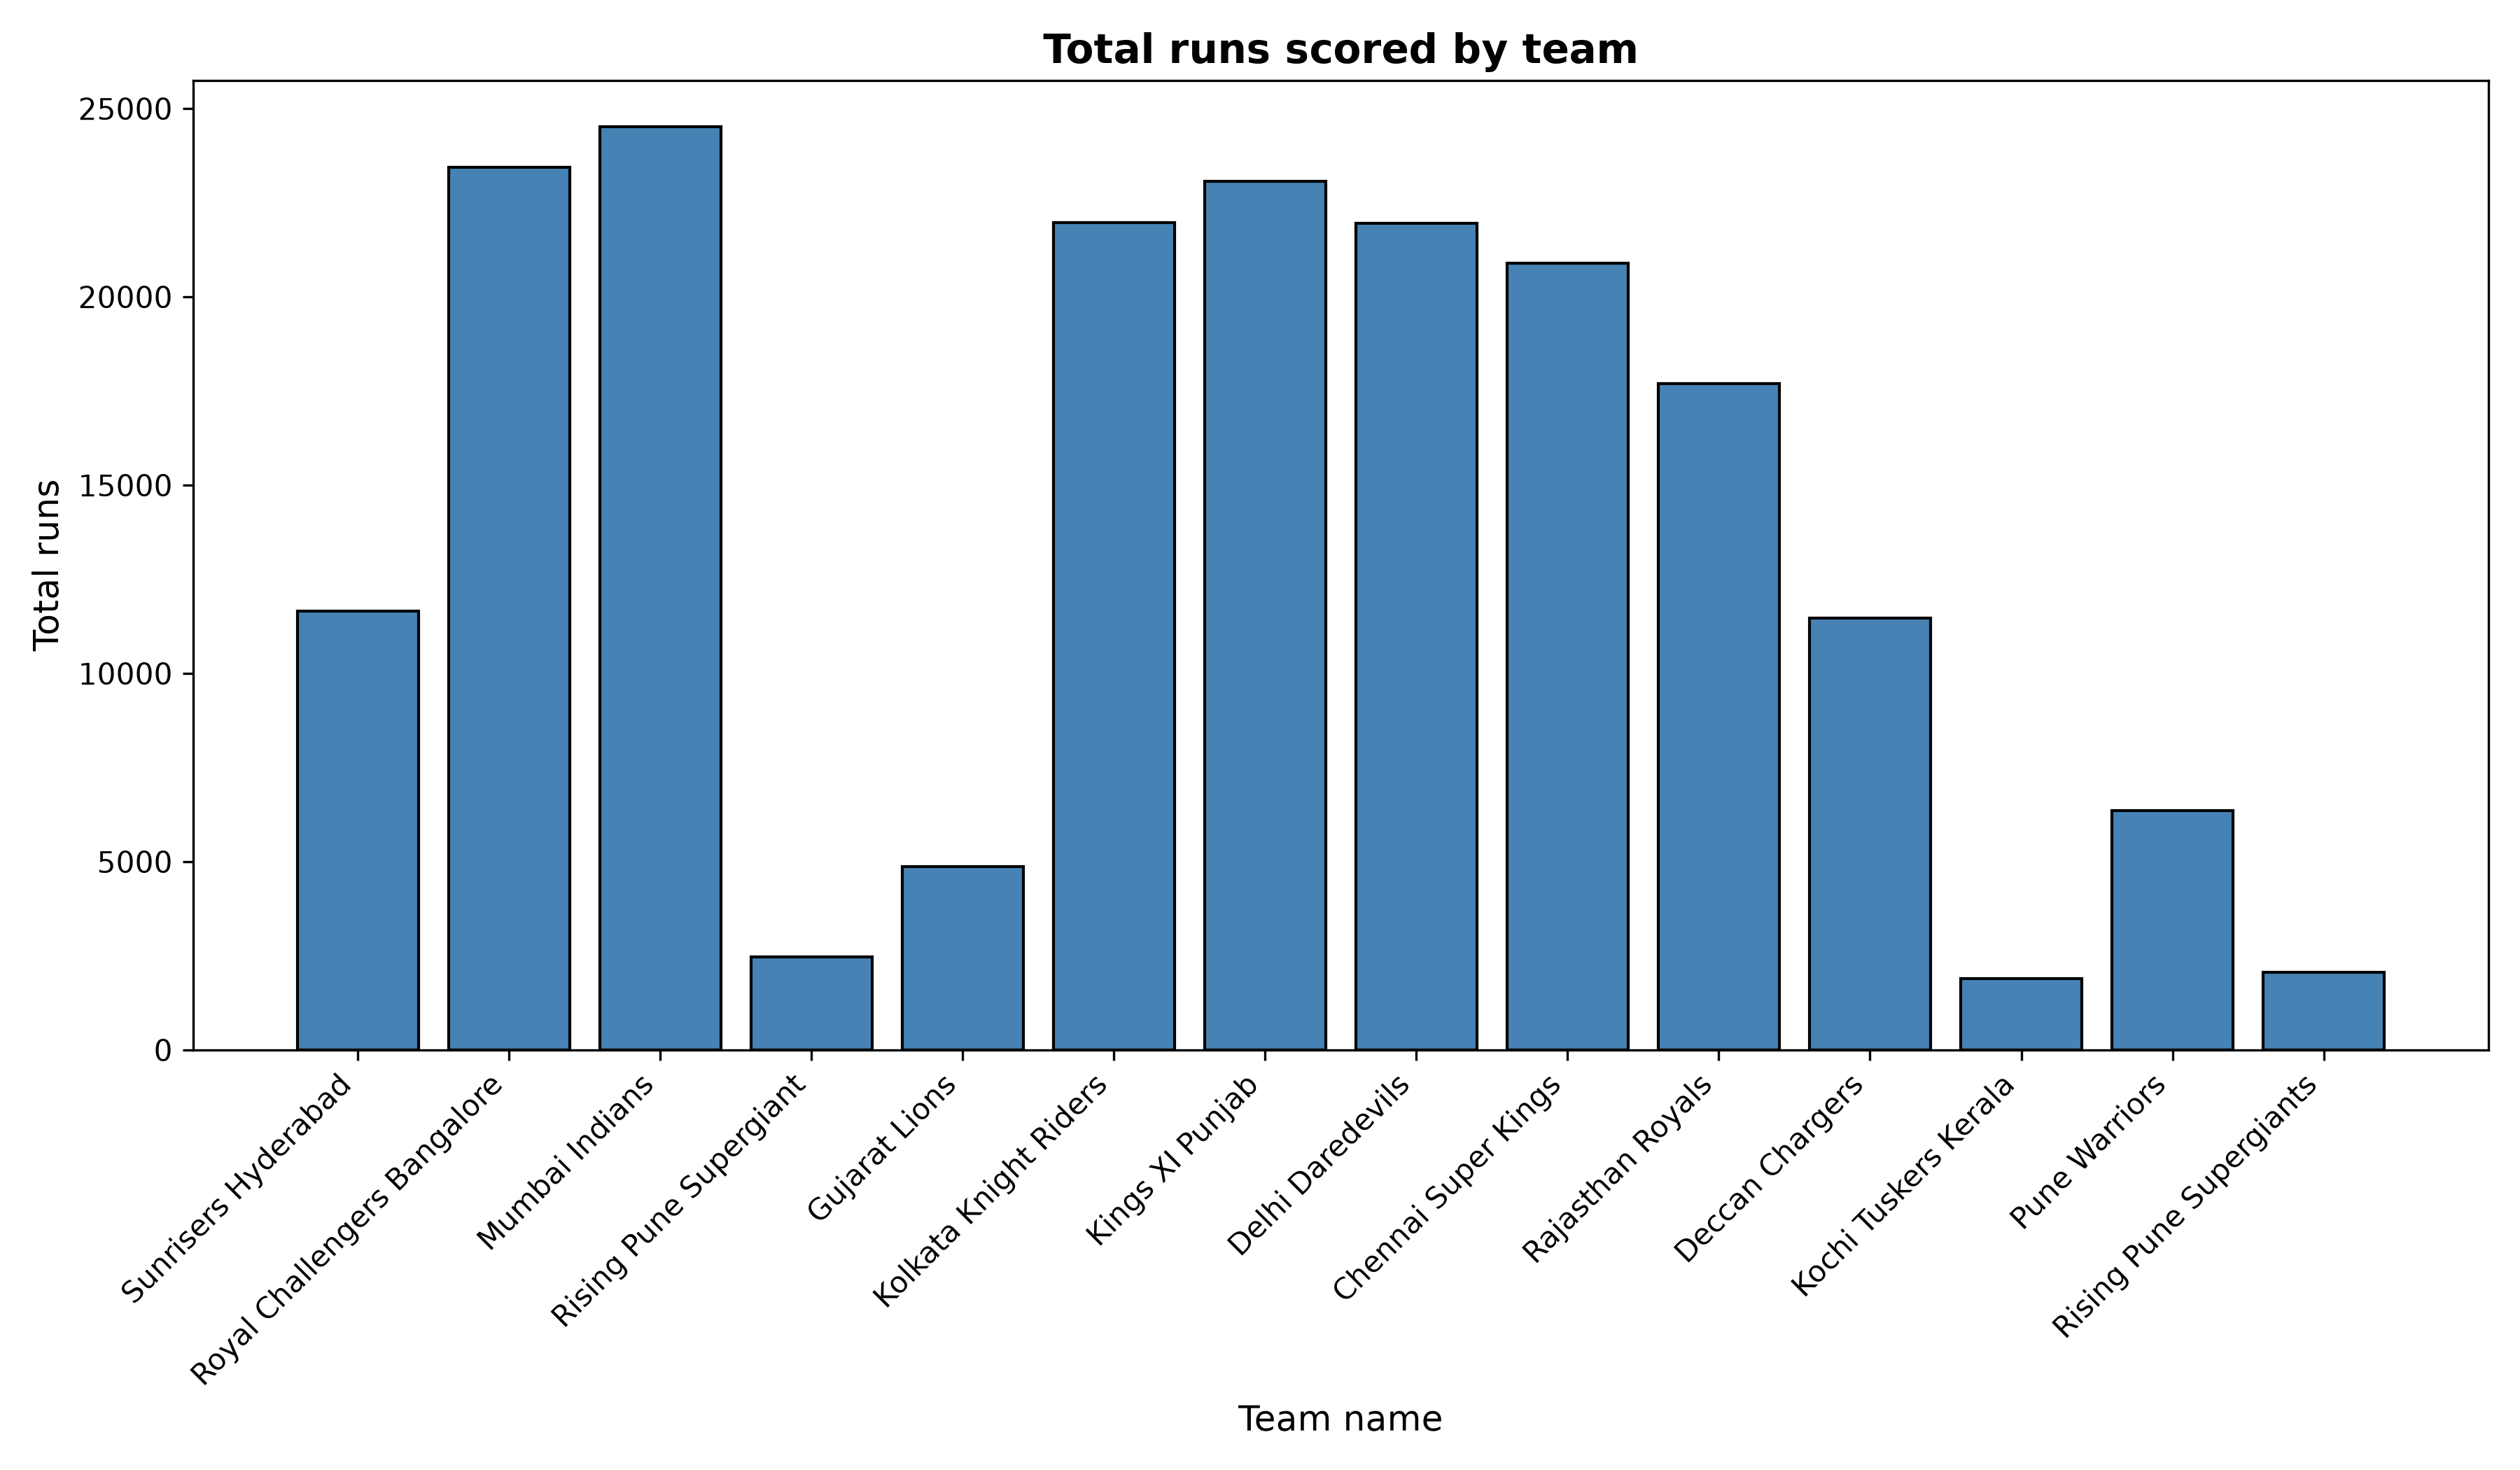 Total runs scored by team
Total runs
25000
20000
15000
10000
5000
0
Sunrisers Hyderabad
Royal Challengers Bangalore
Mumbai Indians
Rising Pune Supergiant
Gujarat Lions
Kolkata Knight Riders
Kings XI Punjab
Delhi Daredevils
Chennai Super Kings
Rajasthan Royals
Deccan Chargers
Kochi Tuskers Kerala
Pune Warriors
Rising Pune Supergiants
Team name